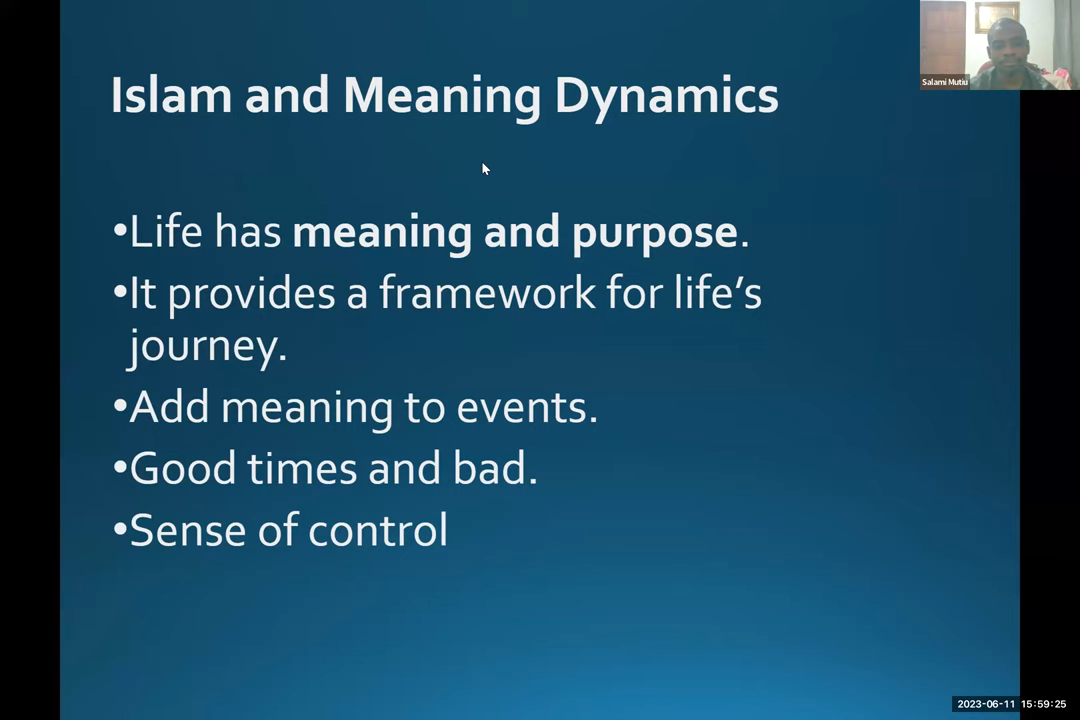 Islam and Meaning Dynamics
Salami Mutiu
•Life has meaning and purpose.
•It provides a framework for life’s
journey.
•Add meaning to events.
•Good times and bad.
•Sense of control
2023-06-11 15:59:25